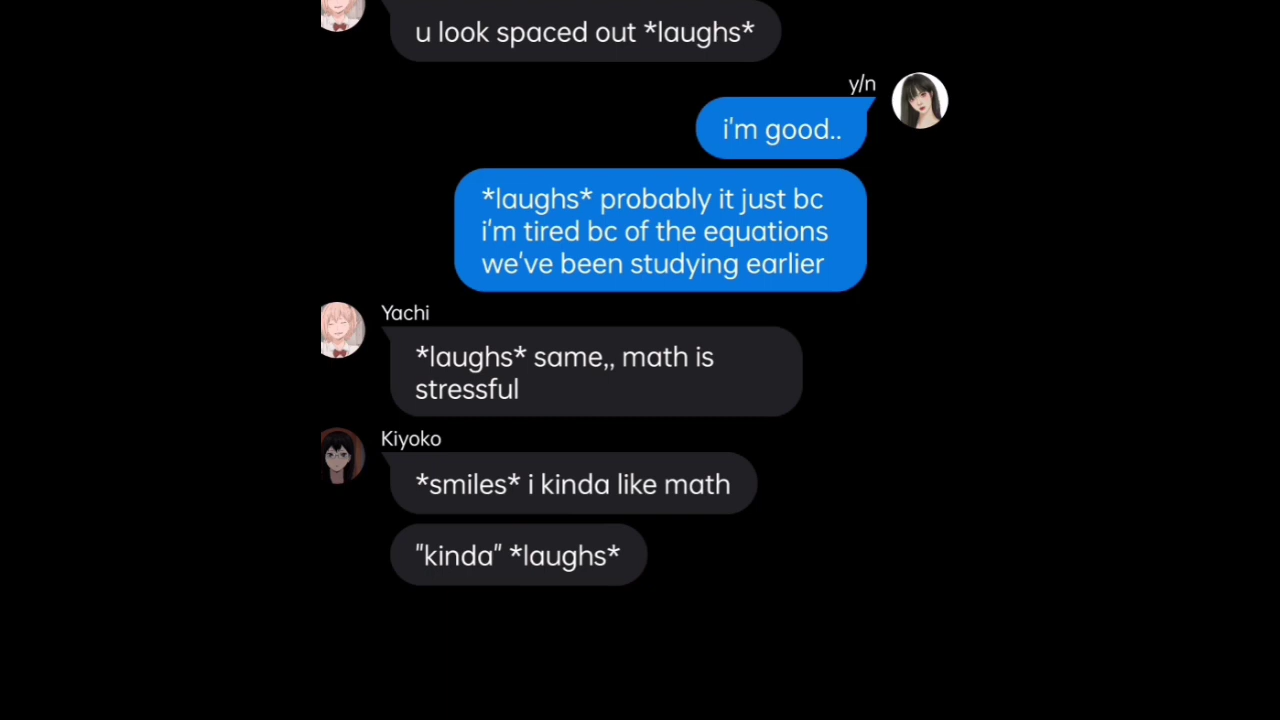 u look spaced out *laughs*
y/n
i'm good..
*laughs* probably it just bc
i'm tired bc of the equations
we've been studying earlier
Yachi
*laughs* same,, math is
stressful
Kiyoko
*smiles* i kinda like math
"kinda" *laughs*